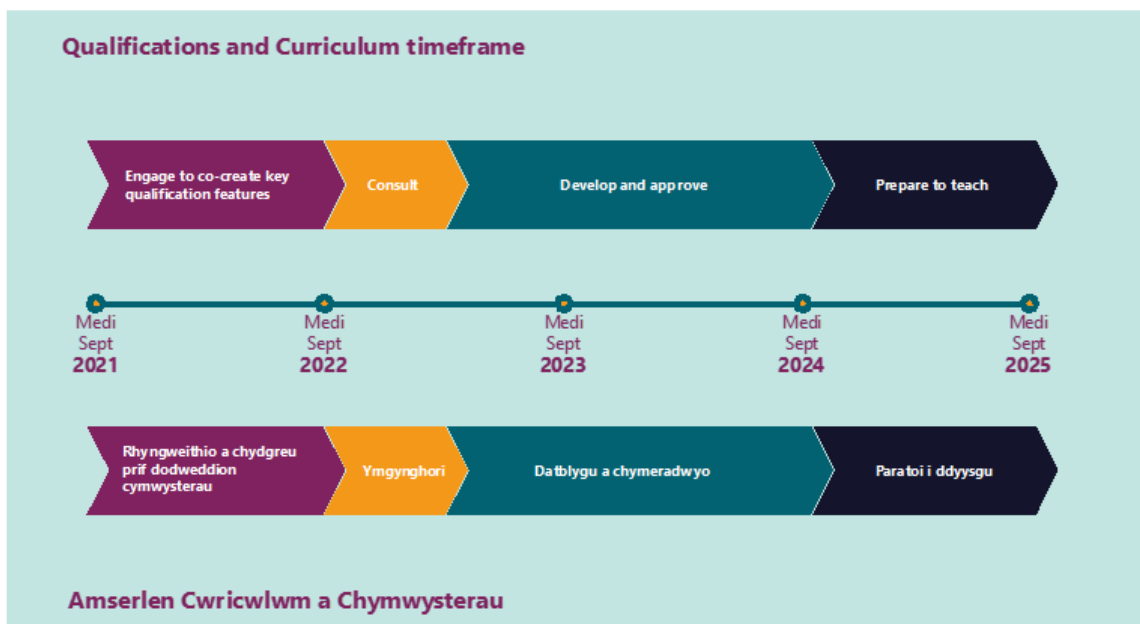 Qualifications and Curriculum timeframe
Engage to co-create key
qualification features
Consult
Develop and approve
Prepare to teach
Medi
Sept
2021
Medi
Sept
2022
Medi
Sept
2023
Medi
Sept
2024
Medi
Sept
2025
Rhyngweithio a chydgreu
prif dodweddion
cymwysterau
Ymgynghori
Datblygu a chymeradwyo
Paratoi i ddyysgu
Amserlen Cwricwlwm a Chymwysterau